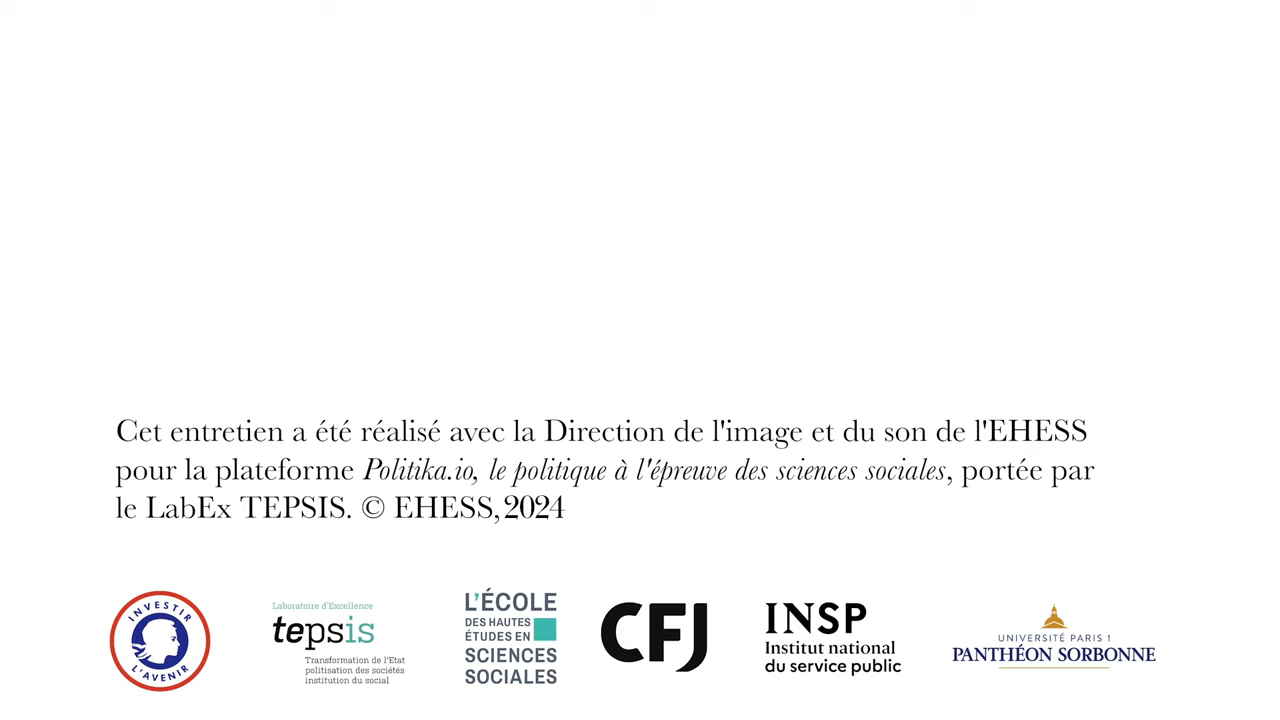 Cet entretien a été réalisé avec la Direction de l'image et du son de l'EHESS
pour la plateforme Politika.io, le politique à l'épreuve des sciences sociales, portée par
le LabEx TEPSIS. © EHESS, 2024
INVESTIR
L'AVENIR
Laboratoire d'Excellence
tepsis
Transformation de l'Etat
politisation des sociétés
institution du social
L'ÉCOLE
DES HAUTES
ÉTUDES EN
SCIENCES
SOCIALES
CFJ
INSP
Institut national
du service public
UNIVERSITÉ PARIS 1
PANTHÉON SORBONNE